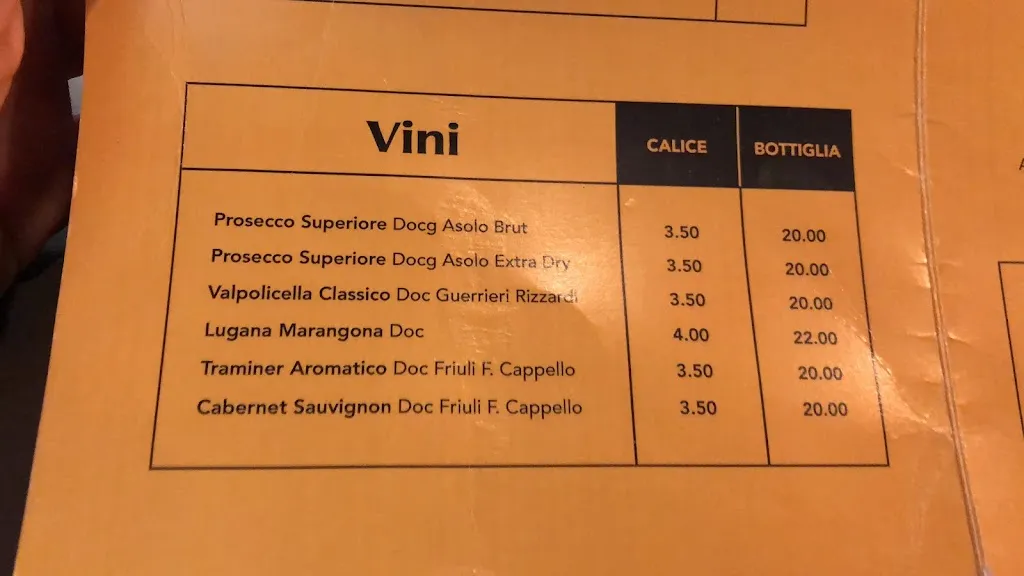 Vini CALICE BOTTIGLIA
Prosecco Superiore Docg Asolo Brut 3.50 20.00
Prosecco Superiore Docg Asolo Extra Dry 3.50 20.00
Valpolicella Classico Doc Guerrieri Rizzardi 3.50 20.00
Lugana Marangona Doc 4.00 22.00
Traminer Aromatico Doc Friuli F. Cappello 3.50 20.00
Cabernet Sauvignon Doc Friuli F. Cappello 3.50 20.00